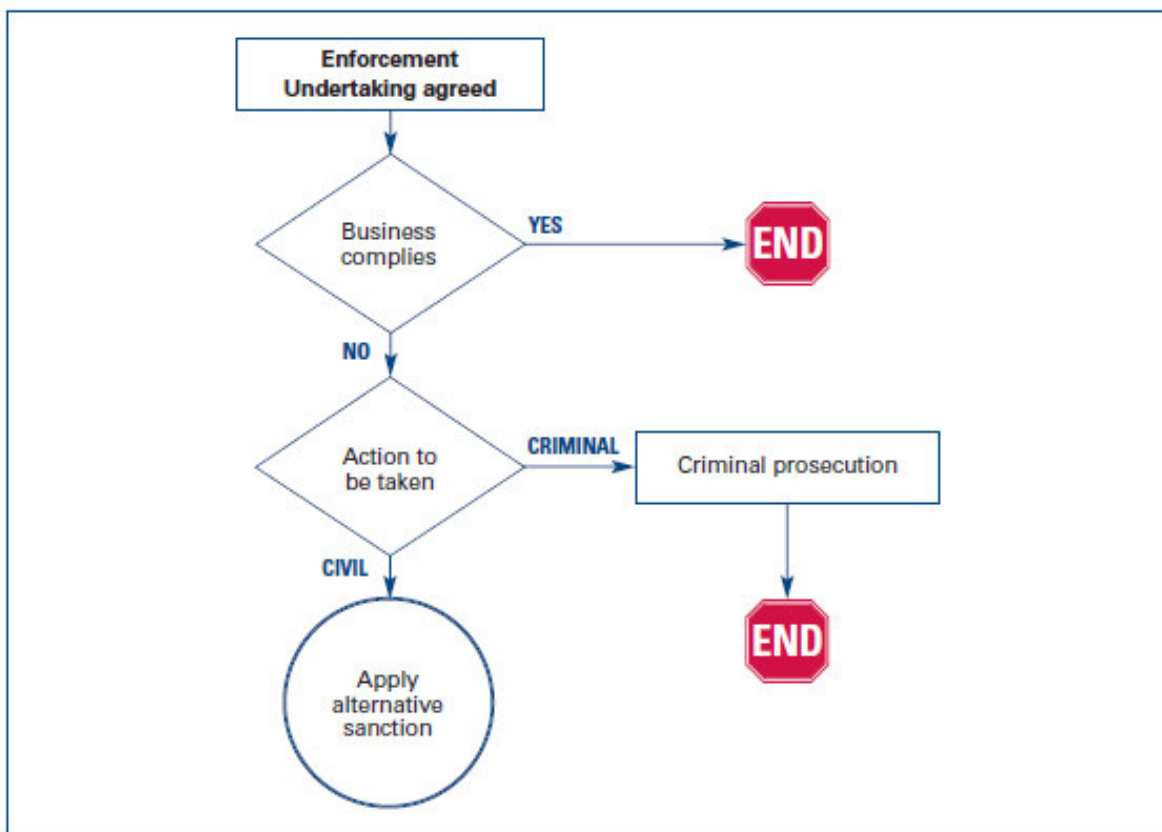 Enforcement
Undertaking agreed
Business
complies
YES
END
NO
Action to
be taken
CRIMINAL
Criminal prosecution
CIVIL
END
Apply
alternative
sanction